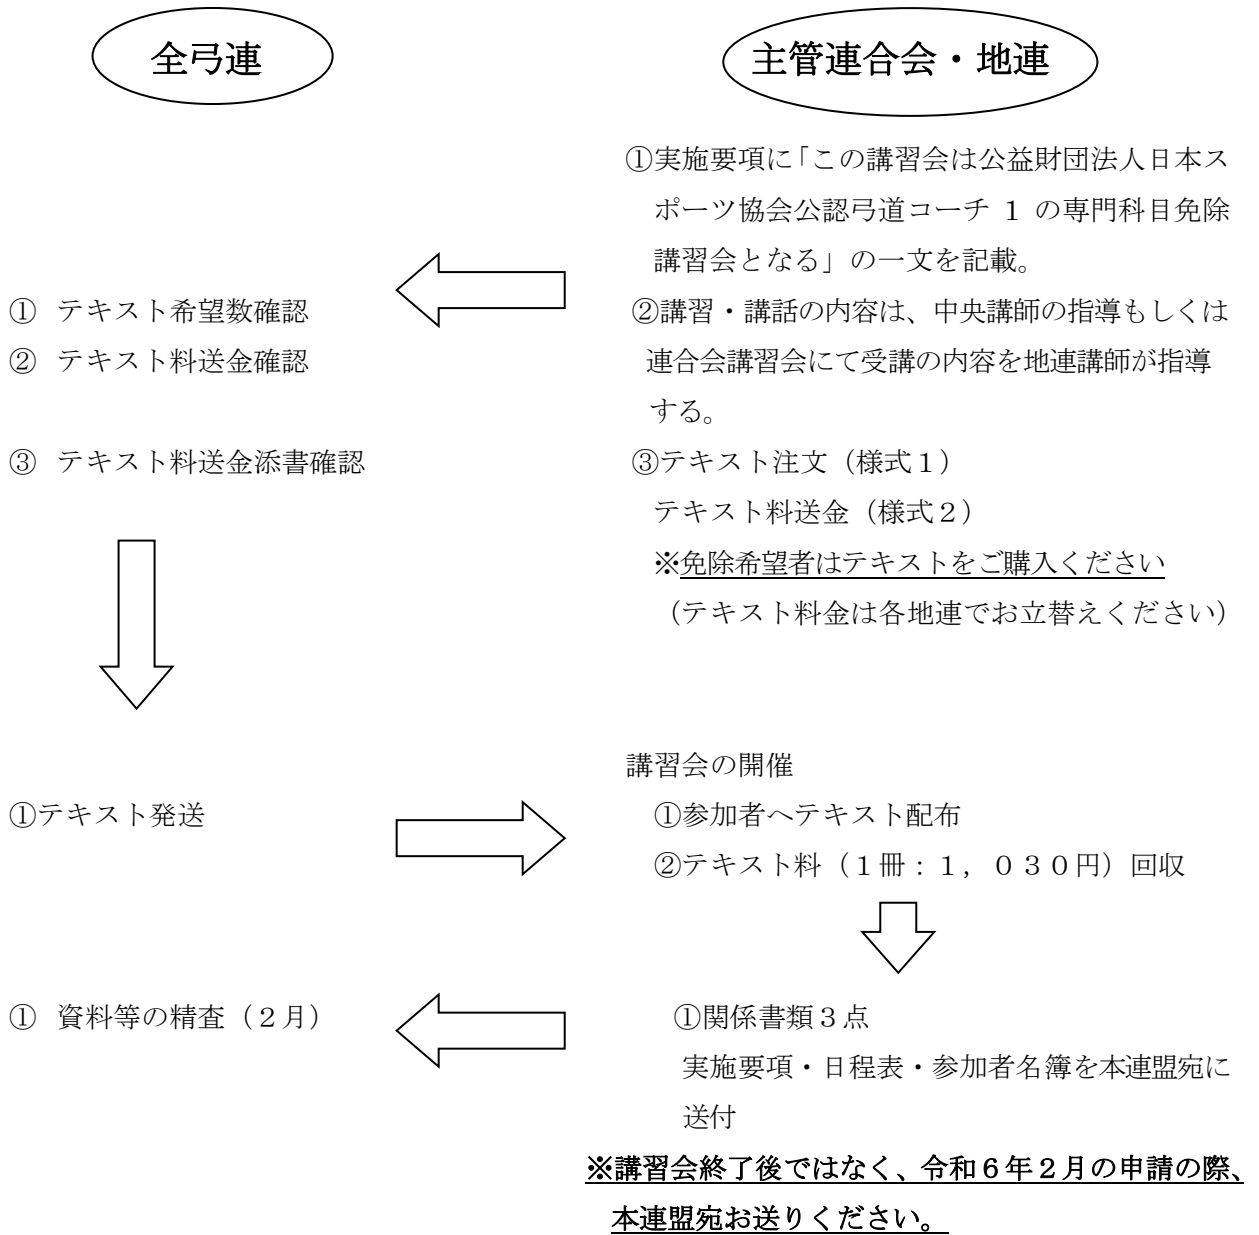 全弓連
主管連合会・地連
①実施要項に「この講習会は公益財団法人日本ス
ポーツ協会公認弓道コーチ 1 の専門科目免除
講習会となる」の一文を記載。
① テキスト希望数確認
②講習・講話の内容は、中央講師の指導もしくは
② テキスト料送金確認
連合会講習会にて受講の内容を地連講師が指導
する。
③ テキスト料送金添書確認
③テキスト注文（様式１）
テキスト料送金（様式２）
※免除希望者はテキストをご購入ください
（テキスト料金は各地連でお立替えください）
講習会の開催
①テキスト発送
①参加者へテキスト配布
②テキスト料（１冊：１，０３０円）回収
① 資料等の精査（２月）
①関係書類３点
実施要項・日程表・参加者名簿を本連盟宛に
送付
※講習会終了後ではなく、令和６年２月の申請の際、
本連盟宛お送りください。